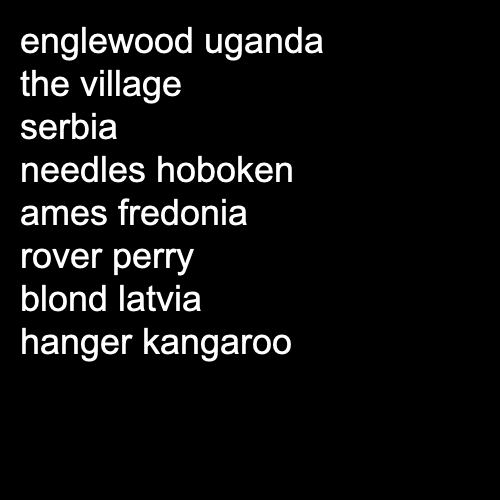 englewood uganda
the village
serbia
needles hoboken
ames fredonia
rover perry
blond latvia
hanger kangaroo